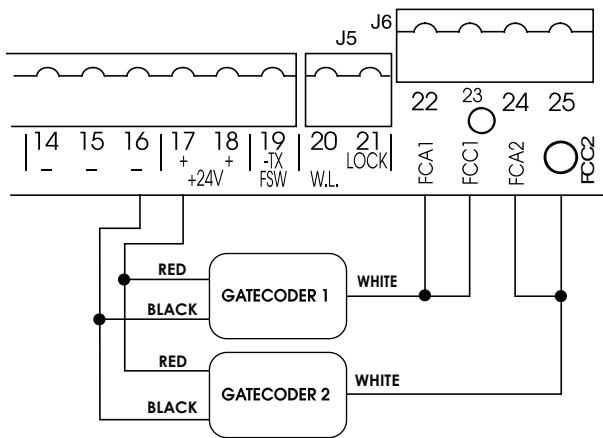 J6
J5
22 23 24 25
14 15 16 17 18 19 20 21
– – – + + -TX LOCK
+24V FSW W.L.
FCA1
FCC1
FCA2
FCC2
RED
GATECODER 1
WHITE
BLACK
RED
GATECODER 2
WHITE
BLACK